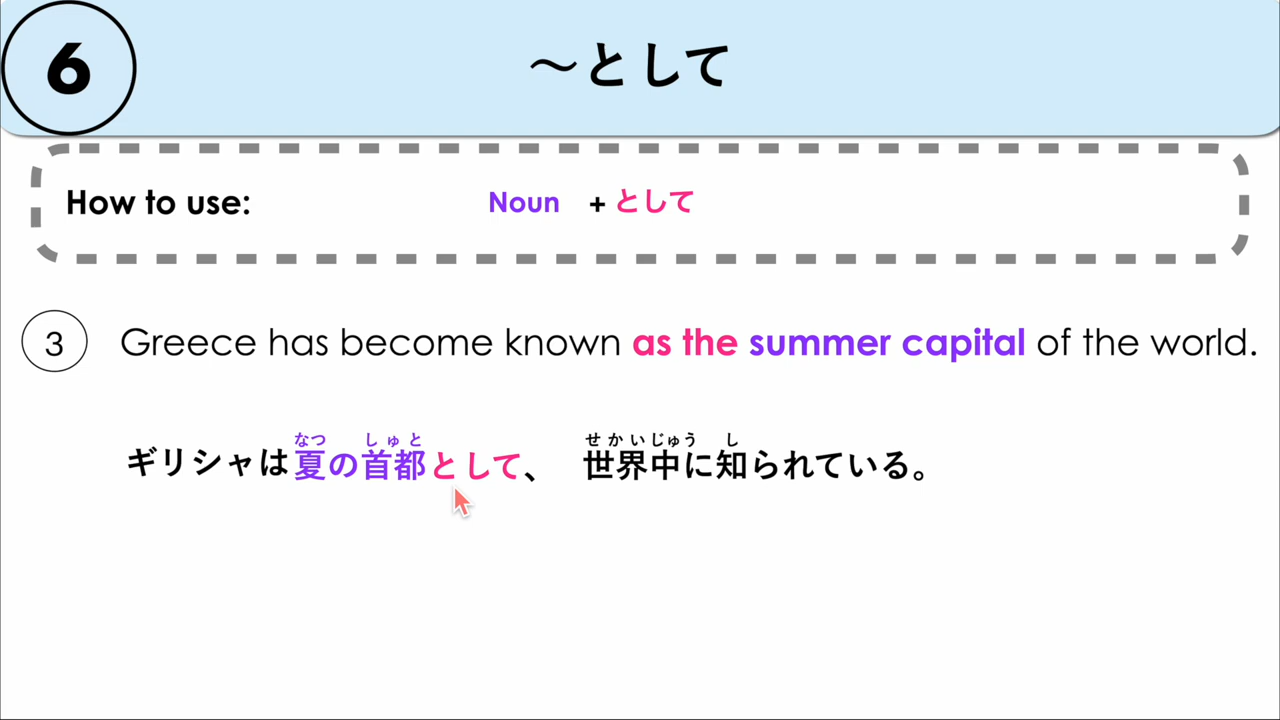 6
～として
How to use: Noun + として
3 Greece has become known as the summer capital of the world.
なつ しゅと せかいじゅう し
ギリシャは夏の首都として、 世界中に知られている。